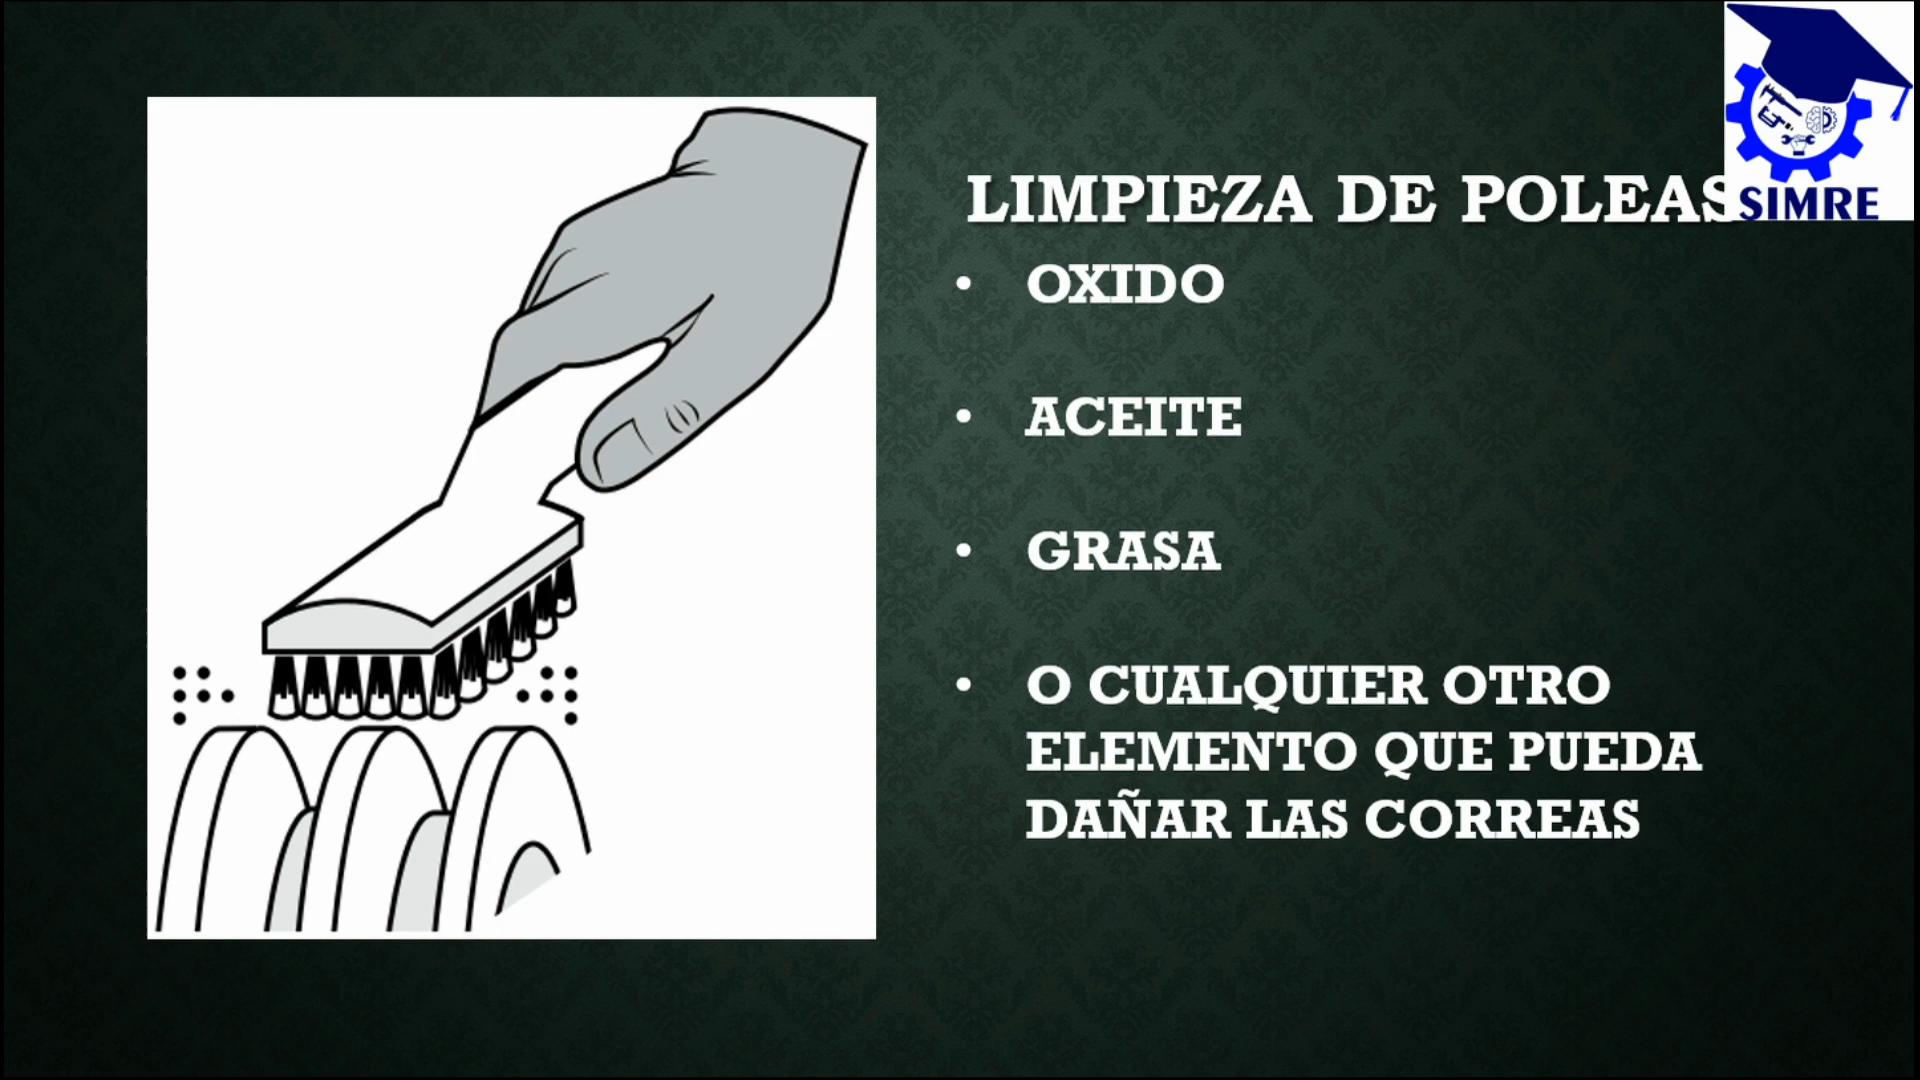 LIMPIEZA DE POLEAS
SIMRE
• OXIDO
• ACEITE
• GRASA
• O CUALQUIER OTRO
ELEMENTO QUE PUEDA
DAÑAR LAS CORREAS